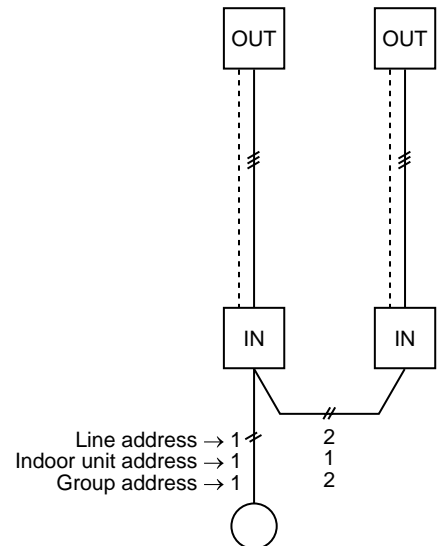 OUT OUT
IN IN
Line address → 1 2
Indoor unit address → 1 1
Group address → 1 2